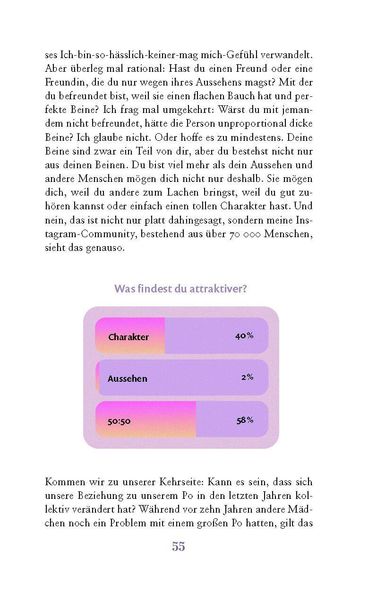 ses Ich-bin-so-hässlich-keiner-mag mich-Gefühl verwandelt.
Aber überleg mal rational: Hast du einen Freund oder eine
Freundin, die du nur wegen ihres Aussehens magst? Mit der
du befreundet bist, weil sie einen flachen Bauch hat und per-
fekte Beine? Ich frag mal umgekehrt: Wärst du mit jeman-
dem nicht befreundet, hätte die Person unproportional dicke
Beine? Ich glaube nicht. Oder hoffe es zu mindestens. Deine
Beine sind zwar ein Teil von dir, aber du bestehst nicht nur
aus deinen Beinen. Du bist viel mehr als dein Aussehen und
andere Menschen mögen dich nicht nur deshalb. Sie mögen
dich, weil du andere zum Lachen bringst, weil du gut zu-
hören kannst oder einfach einen tollen Charakter hast. Und
nein, das ist nicht nur platt dahingesagt, sondern meine Ins-
tagram-Community, bestehend aus über 70 000 Menschen,
sieht das genauso.
Was findest du attraktiver?
Charakter 40%
Aussehen 2%
50:50 58%
Kommen wir zu unserer Kehrseite: Kann es sein, dass sich
unsere Beziehung zu unserem Po in den letzten Jahren kol-
lektiv verändert hat? Während vor zehn Jahren andere Mäd-
chen noch ein Problem mit einem großen Po hatten, gilt das
55